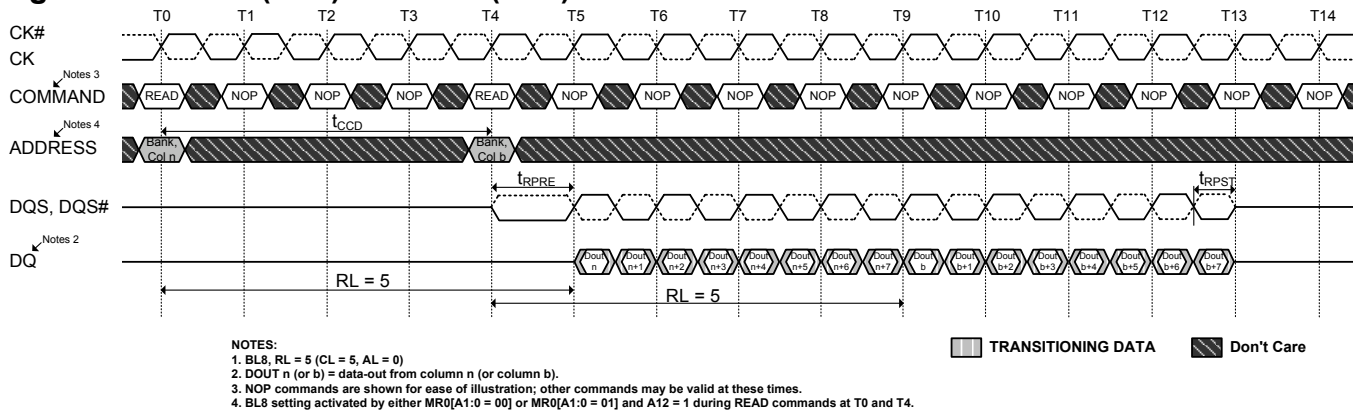 T0 T1 T2 T3 T4 T5 T6 T7 T8 T9 T10 T11 T12 T13 T14
CK#
CK
Notes 3
COMMAND READ NOP NOP NOP READ NOP NOP NOP NOP NOP NOP NOP NOP NOP NOP
tCCD
Notes 4
ADDRESS Bank, Col n Bank, Col b
tRPRE tRPST
DQS, DQS#
Notes 2
DQ Dout n Dout n+1 Dout n+2 Dout n+3 Dout n+4 Dout n+5 Dout n+6 Dout n+7 Dout b Dout b+1 Dout b+2 Dout b+3 Dout b+4 Dout b+5 Dout b+6 Dout b+7
RL = 5 RL = 5
NOTES:
1. BL8, RL = 5 (CL = 5, AL = 0)
2. DOUT n (or b) = data-out from column n (or column b).
3. NOP commands are shown for ease of illustration; other commands may be valid at these times.
4. BL8 setting activated by either MR0[A1:0 = 00] or MR0[A1:0 = 01] and A12 = 1 during READ commands at T0 and T4.
TRANSITIONING DATA Don't Care